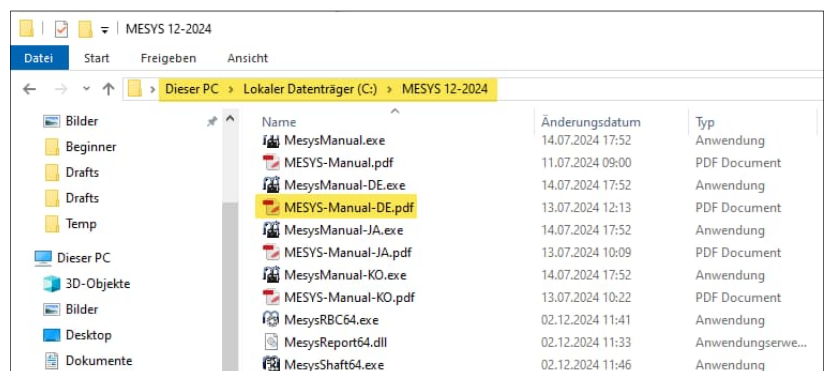 MESYS 12-2024
Datei Start Freigeben Ansicht
Dieser PC > Lokaler Datenträger (C:) > MESYS 12-2024
Bilder
Beginner
Drafts
Drafts
Temp
Dieser PC
3D-Objekte
Bilder
Desktop
Dokumente
Name Änderungsdatum Typ
MesysManual.exe 14.07.2024 17:52 Anwendung
MESYS-Manual.pdf 11.07.2024 09:00 PDF Document
MesysManual-DE.exe 14.07.2024 17:52 Anwendung
MESYS-Manual-DE.pdf 13.07.2024 12:13 PDF Document
MesysManual-JA.exe 14.07.2024 17:52 Anwendung
MESYS-Manual-JA.pdf 13.07.2024 10:09 PDF Document
MesysManual-KO.exe 14.07.2024 17:52 Anwendung
MESYS-Manual-KO.pdf 13.07.2024 10:22 PDF Document
MesysRBC64.exe 02.12.2024 11:41 Anwendung
MesysReport64.dll 02.12.2024 11:33 Anwendungserwe...
MesysShaft64.exe 02.12.2024 11:46 Anwendung